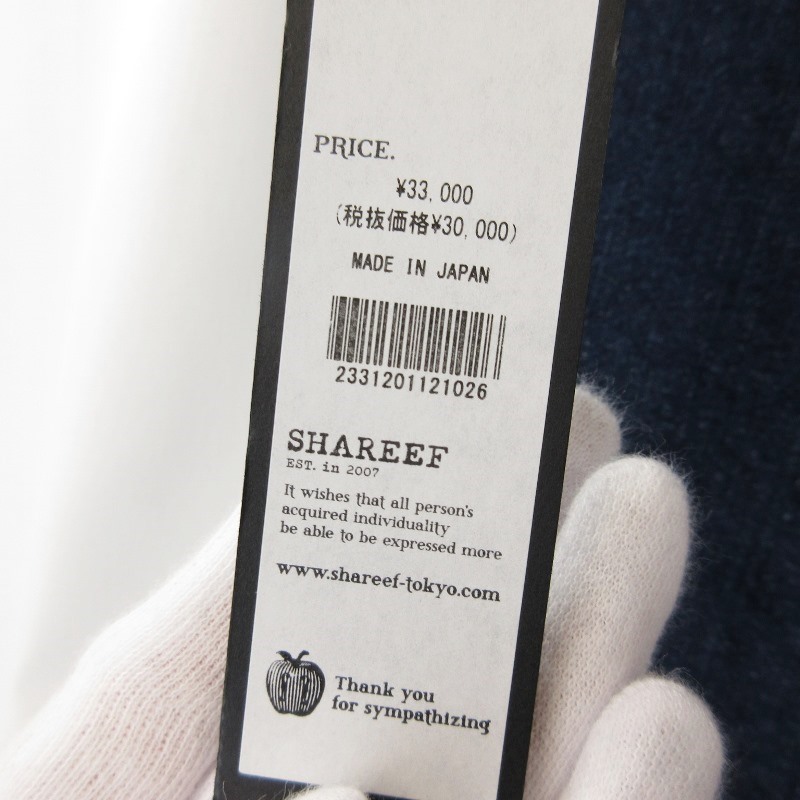 PRICE.
¥33,000
(税抜価格¥30,000)
MADE IN JAPAN
2331201121026
SHAREEF
EST. in 2007
It wishes that all person's
acquired individuality
be able to be expressed more
www.shareef-tokyo.com
Thank you
for sympathizing